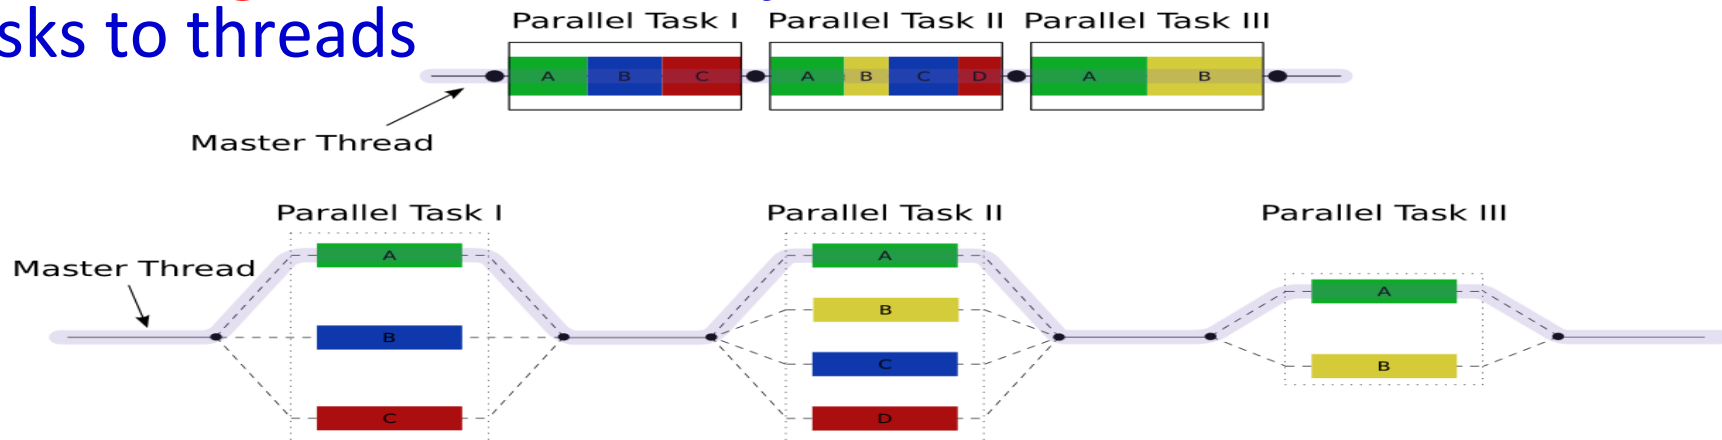 sks to threads
Parallel Task I Parallel Task II Parallel Task III
A B C A B C D A B
Master Thread
Parallel Task I Parallel Task II Parallel Task III
Master Thread
A A A
B B B
B C
C D